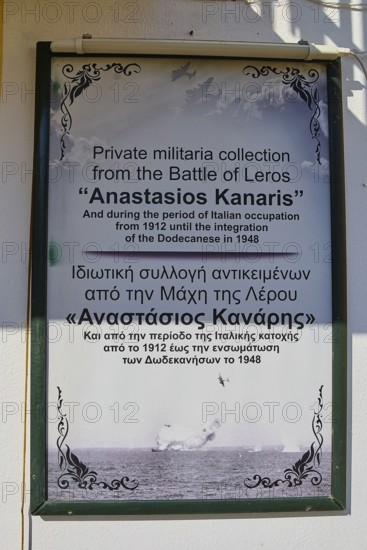 Private militaria collection
from the Battle of Leros
“Anastasios Kanaris”
And during the period of Italian occupation
from 1912 until the integration
of the Dodecanese in 1948
Ιδιωτική συλλογή αντικειμένων
από την Μάχη της Λέρου
«Αναστάσιος Κανάρης»
Και από την περίοδο της Ιταλικής κατοχής
από το 1912 έως την ενσωμάτωση
των Δωδεκανήσων το 1948